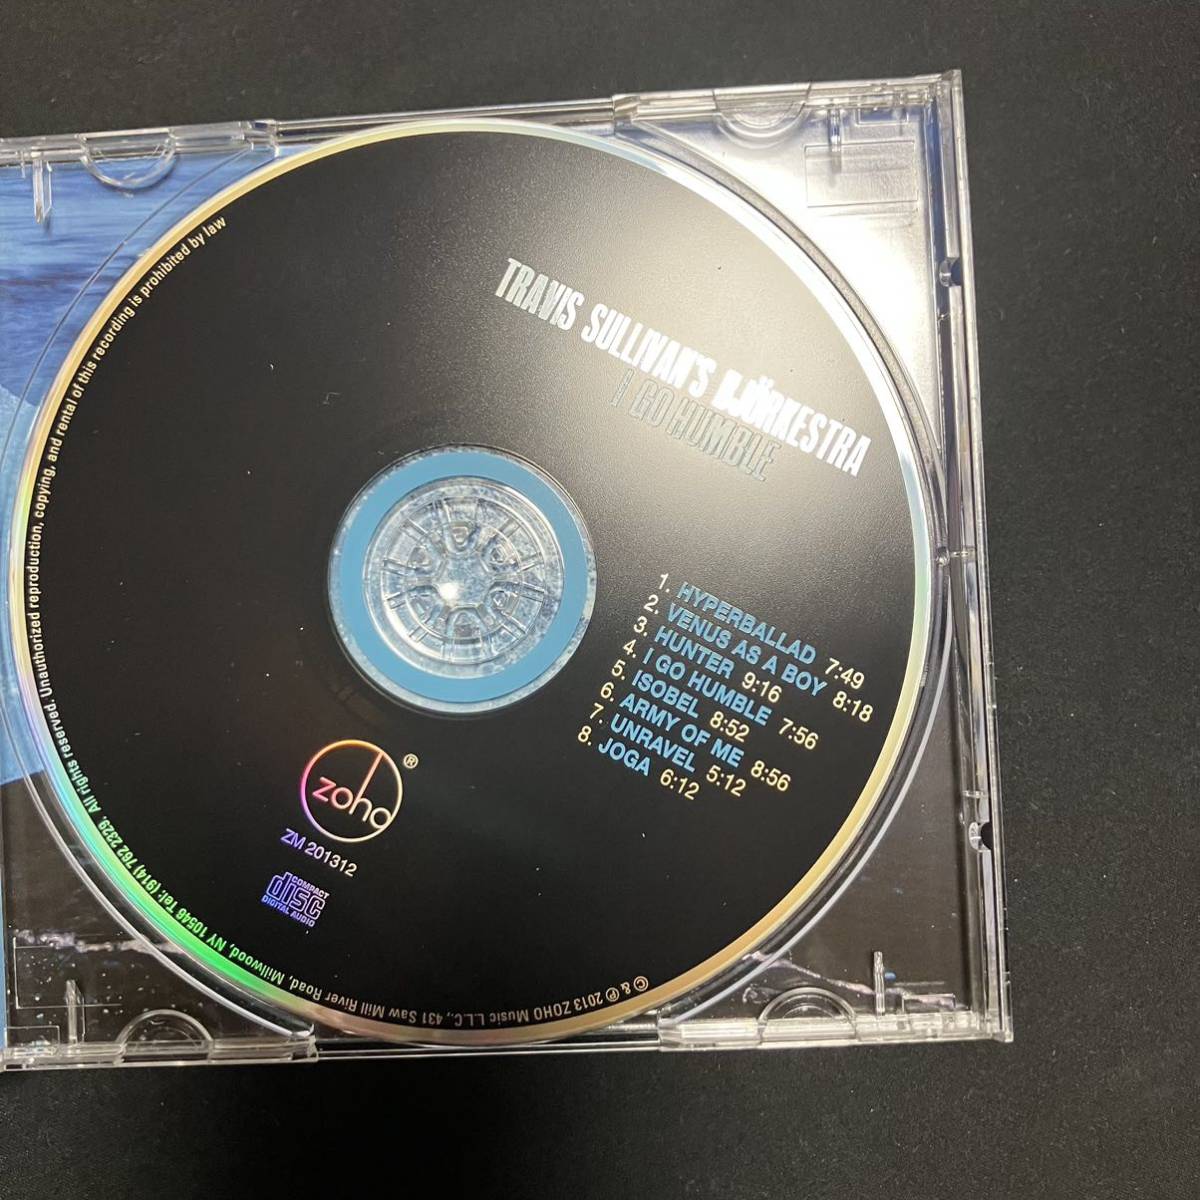 TRAVIS SULLIVAN'S BJÖRKESTRA
I GO HUMBLE
1. HYPERBALLAD 7:49
2. VENUS AS A BOY 8:18
3. HUNTER 9:16
4. I GO HUMBLE 7:56
5. ISOBEL 8:52
6. ARMY OF ME 8:56
7. UNRAVEL 5:12
8. JOGA 6:12
zoho®
ZM 201312
COMPACT
disc
DIGITAL AUDIO
© & ℗ 2013 ZOHO Music L.L.C., 431 Saw Mill River Road, Millwood, NY 10546 Tel: (914) 762 2329. All rights reserved. Unauthorized reproduction, copying, and rental of this recording is prohibited by law